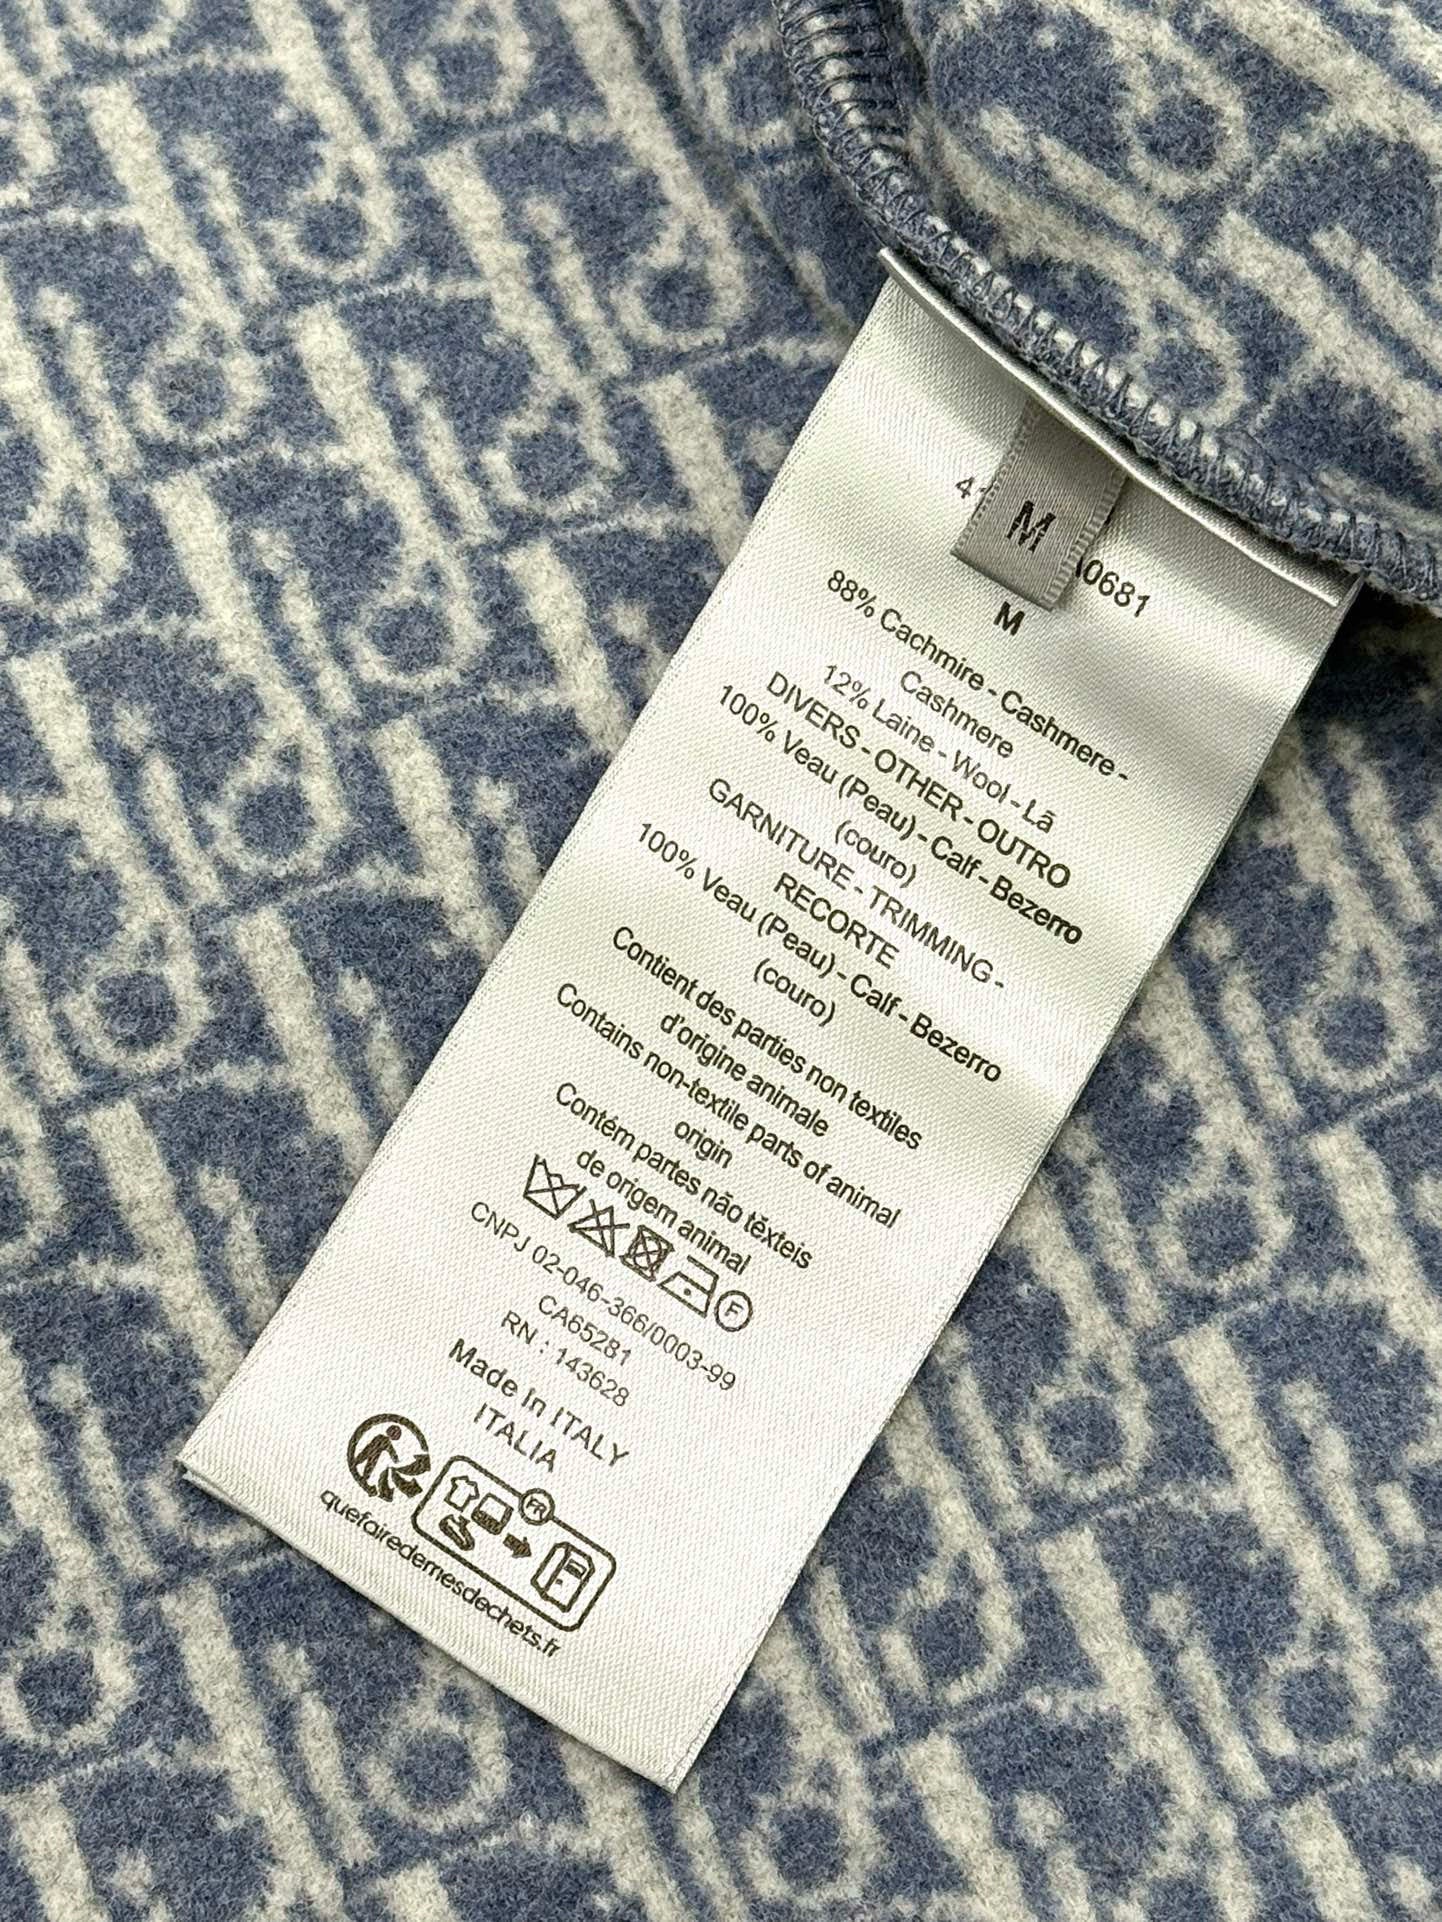 M
M
88% Cachmire - Cashmere -
Cashmere
12% Laine - Wool - Lã
DIVERS - OTHER - OUTRO
100% Veau (Peau) - Calf - Bezerro
(couro)
GARNITURE - TRIMMING -
RECORTE
100% Veau (Peau) - Calf - Bezerro
(couro)
Contient des parties non textiles
d'origine animale
Contains non-textile parts of animal
origin
Contém partes não tëxteis
de origem animal
F
CNPJ 02-046-366/0003-99
CA65281
RN : 143628
Made In ITALY
ITALIA
FR
quefairedemesdechets.fr